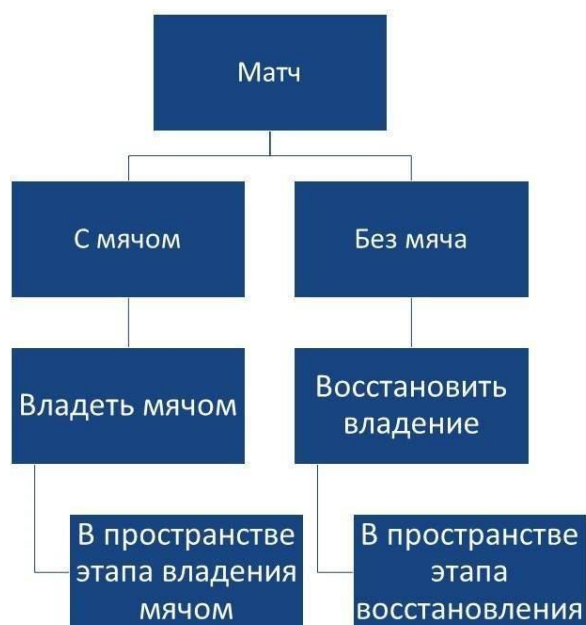 Матч
С мячом
Без мяча
Владеть мячом
Восстановить
владение
В пространстве
этапа владения
мячом
В пространстве
этапа
восстановления